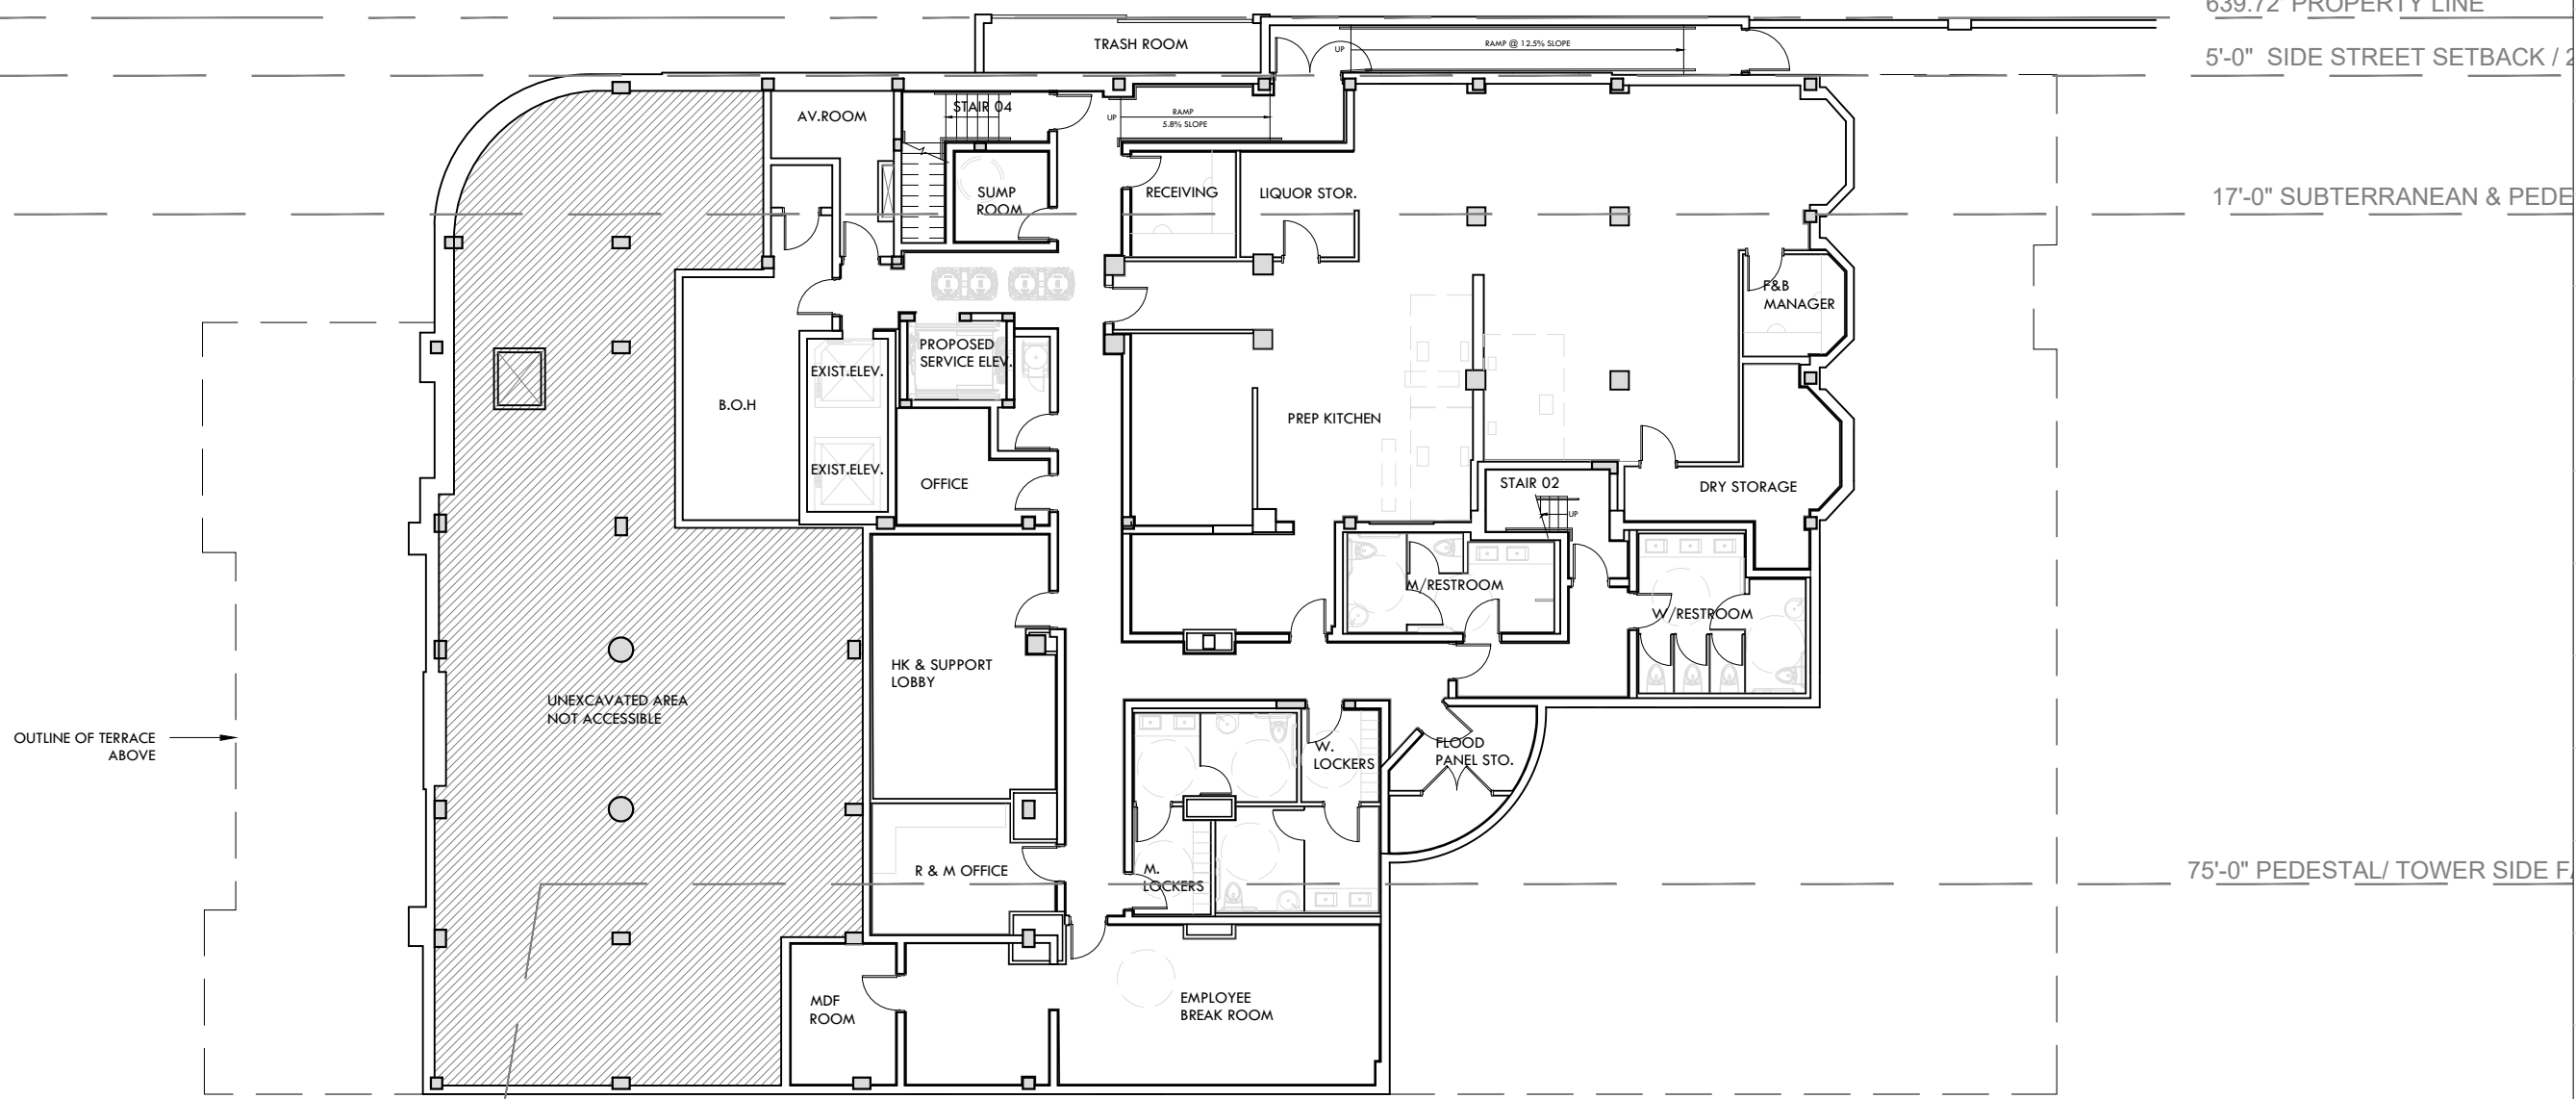 639.72' PROPERTY LINE
TRASH ROOM
UP
RAMP @ 12.5% SLOPE
5'-0" SIDE STREET SETBACK / 2
AV.ROOM
STAIR 04
UP
RAMP
5.8% SLOPE
SUMP
ROOM
RECEIVING
LIQUOR STOR.
17'-0" SUBTERRANEAN & PEDE
F&B
MANAGER
PROPOSED
SERVICE ELEV.
EXIST.ELEV.
B.O.H
PREP KITCHEN
EXIST.ELEV.
OFFICE
STAIR 02
UP
DRY STORAGE
M/RESTROOM
W/RESTROOM
HK & SUPPORT
LOBBY
UNEXCAVATED AREA
NOT ACCESSIBLE
OUTLINE OF TERRACE
ABOVE
W.
LOCKERS
FLOOD
PANEL STO.
R & M OFFICE
M.
LOCKERS
75'-0" PEDESTAL/ TOWER SIDE FA
MDF
ROOM
EMPLOYEE
BREAK ROOM